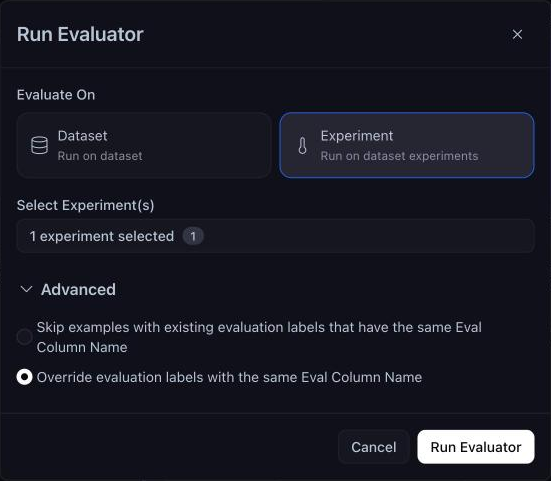 Run Evaluator
Evaluate On
Dataset
Run on dataset
Experiment
Run on dataset experiments
Select Experiment(s)
1 experiment selected 1
Advanced
Skip examples with existing evaluation labels that have the same Eval
Column Name
Override evaluation labels with the same Eval Column Name
Cancel
Run Evaluator